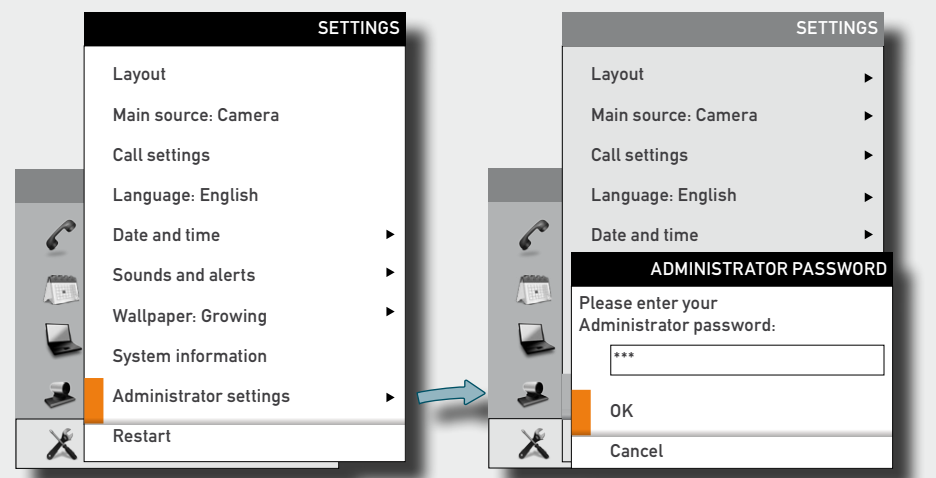 SETTINGS
Layout
Main source: Camera
Call settings
Language: English
Date and time
Sounds and alerts
Wallpaper: Growing
System information
Administrator settings
Restart
SETTINGS
Layout
Main source: Camera
Call settings
Language: English
Date and time
ADMINISTRATOR PASSWORD
Please enter your
Administrator password:
***
OK
Cancel